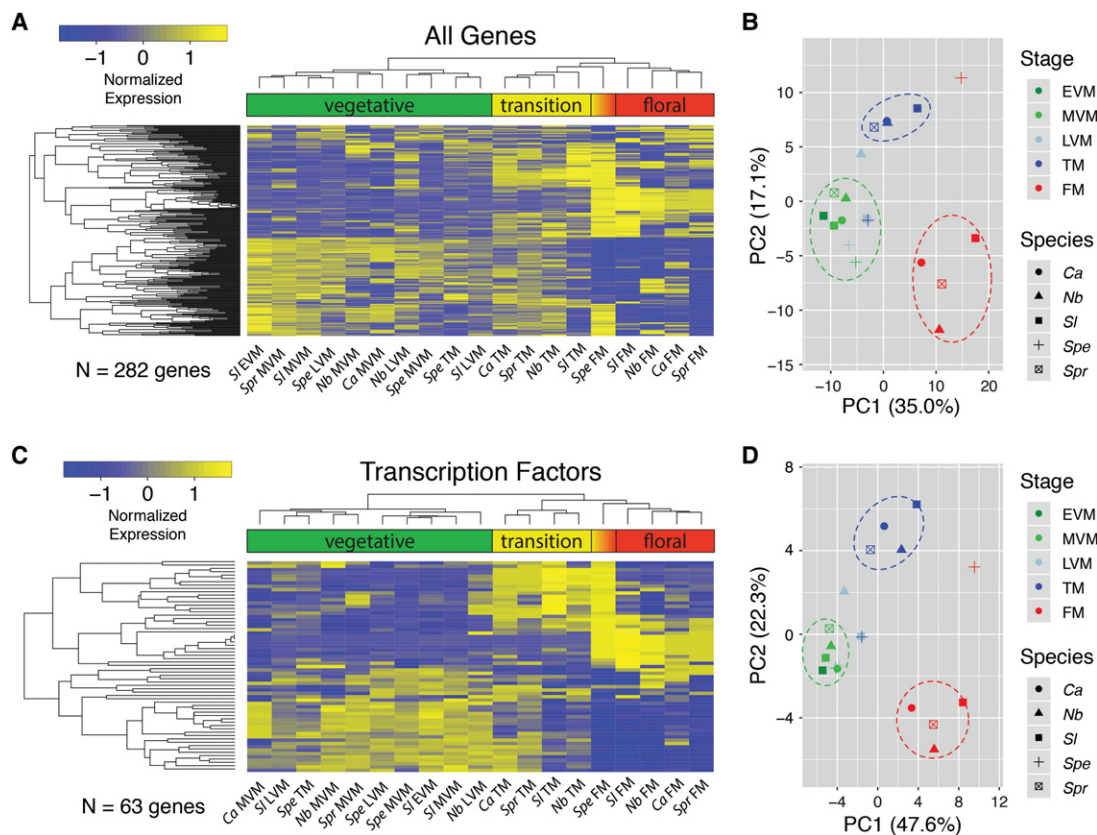 A
−1 0 1
Normalized
Expression
All Genes
vegetative transition floral
N = 282 genes
Sl EVM
Spr MVM
Sl MVM
Spe LVM
Nb MVM
Ca MVM
Nb LVM
Spe MVM
Spe TM
Sl LVM
Ca TM
Spr TM
Nb TM
Sl TM
Spe FM
Sl FM
Nb FM
Ca FM
Spr FM
B
PC2 (17.1%)
10
5
0
−5
−10
−15
−10 0 10 20
PC1 (35.0%)
Stage
EVM
MVM
LVM
TM
FM
Species
Ca
Nb
Sl
Spe
Spr
C
−1 0 1
Normalized
Expression
Transcription Factors
vegetative transition floral
N = 63 genes
Ca MVM
Sl LVM
Spe TM
Nb MVM
Spr MVM
Spe LVM
Spe MVM
Sl EVM
Sl MVM
Nb LVM
Ca TM
Spr TM
Sl TM
Nb TM
Spe FM
Sl FM
Nb FM
Ca FM
Spr FM
D
PC2 (22.3%)
8
4
0
−4
−4 0 4 8 12
PC1 (47.6%)
Stage
EVM
MVM
LVM
TM
FM
Species
Ca
Nb
Sl
Spe
Spr